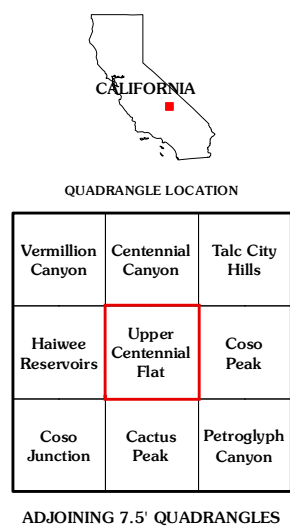 CALIFORNIA
QUADRANGLE LOCATION
Vermillion
Canyon
Centennial
Canyon
Talc City
Hills
Haiwee
Reservoirs
Upper
Centennial
Flat
Coso
Peak
Coso
Junction
Cactus
Peak
Petroglyph
Canyon
ADJOINING 7.5' QUADRANGLES